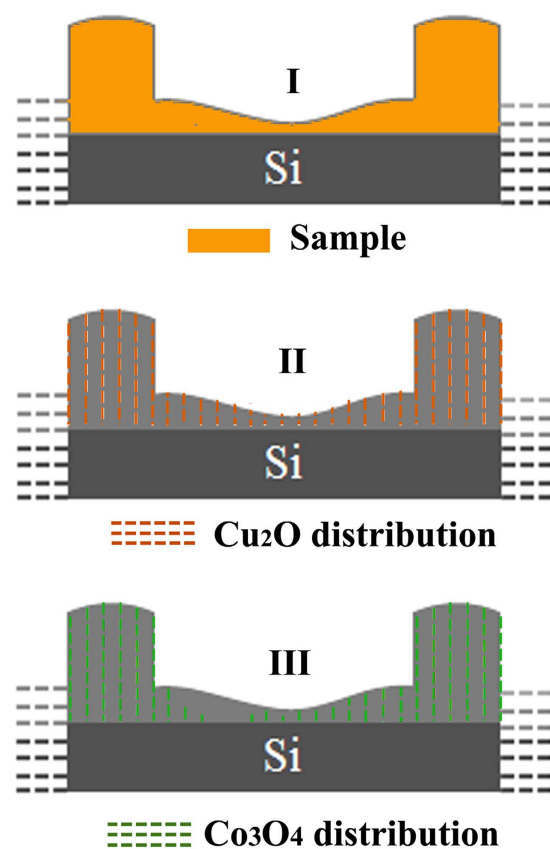 I
Si
Sample
II
Si
Cu₂O distribution
III
Si
Co₃O₄ distribution